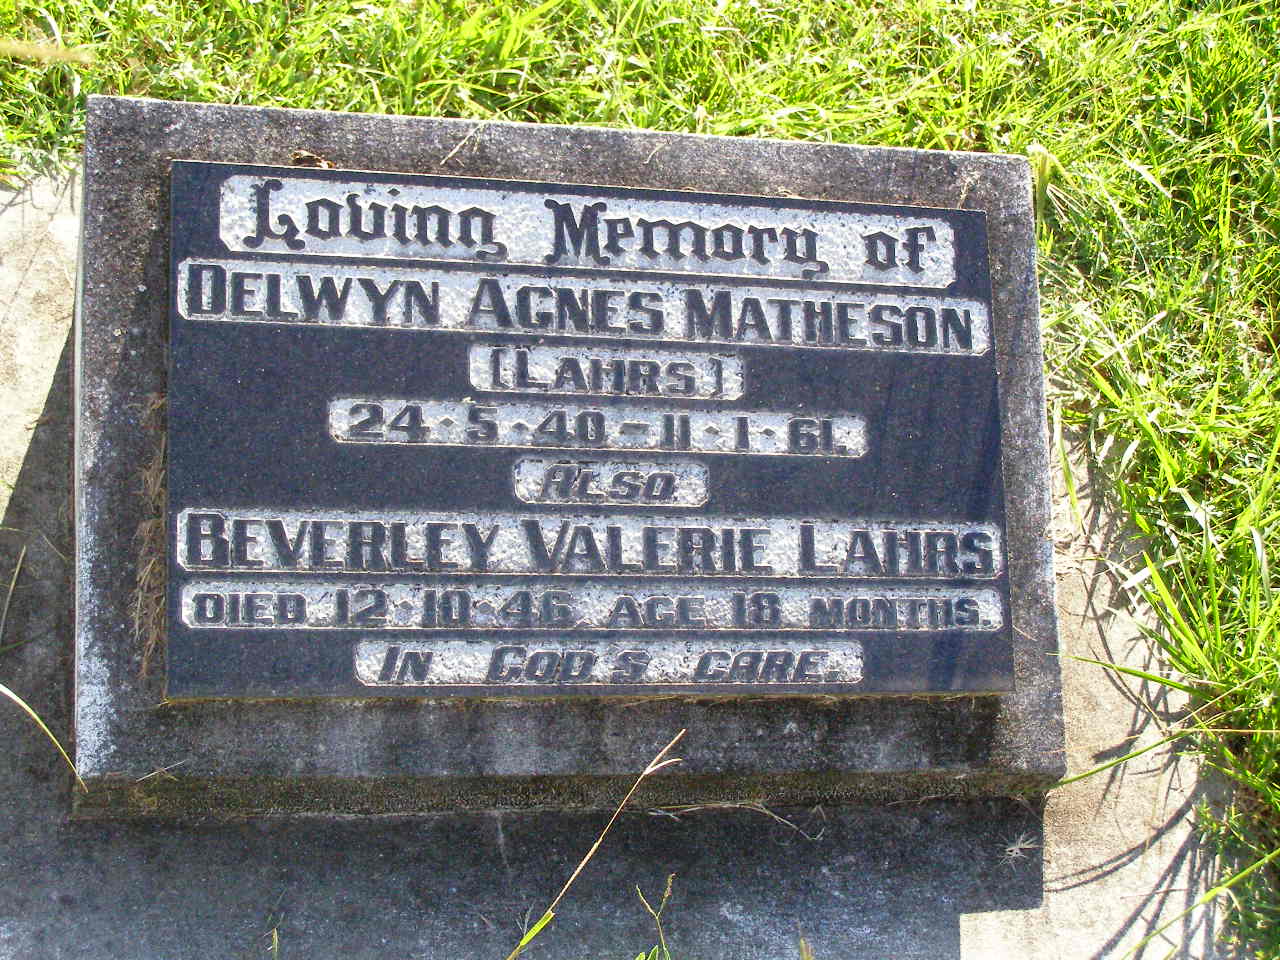 Loving Memory of
DELWYN AGNES MATHESON
[LAHRS]
24·5·40–11·1·61
ALSO
BEVERLEY VALERIE LAHRS
DIED 12·10·46 AGE 18 MONTHS.
IN GOD'S CARE.